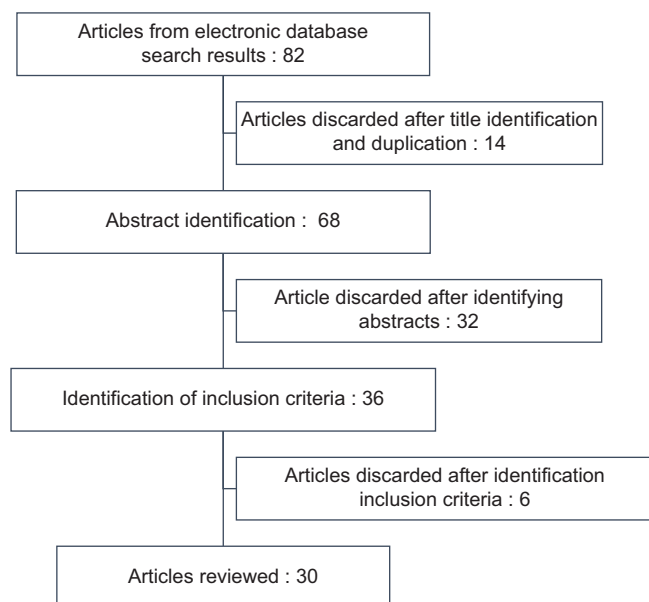 Articles from electronic database
search results : 82
Articles discarded after title identification
and duplication : 14
Abstract identification : 68
Article discarded after identifying
abstracts : 32
Identification of inclusion criteria : 36
Articles discarded after identification
inclusion criteria : 6
Articles reviewed : 30